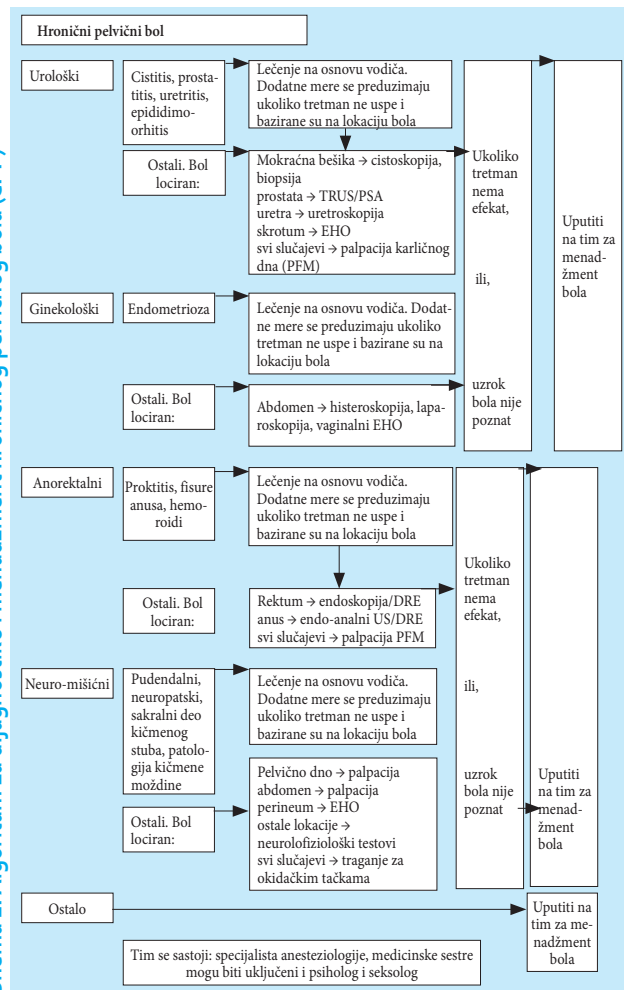 Hronični pelvični bol
Urološki
Cistitis, prosta-
titis, uretritis,
epididimo-
orhitis
Lečenje na osnovu vodiča.
Dodatne mere se preduzimaju
ukoliko tretman ne uspe i
bazirane su na lokaciju bola
Ostali. Bol
lociran:
Mokraćna bešika → cistoskopija,
biopsija
prostata → TRUS/PSA
uretra → uretroskopija
skrotum → EHO
svi slučajevi → palpacija karličnog
dna (PFM)
Ukoliko
tretman
nema
efekat,
ili,
uzrok
bola nije
poznat
Uputiti
na tim za
menad-
žment
bola
Ginekološki
Endometrioza
Lečenje na osnovu vodiča. Dodat-
ne mere se preduzimaju ukoliko
tretman ne uspe i bazirane su na
lokaciju bola
Ostali. Bol
lociran:
Abdomen → histeroskopija, lapa-
roskopija, vaginalni EHO
Anorektalni
Proktitis, fisure
anusa, hemo-
roidi
Lečenje na osnovu vodiča.
Dodatne mere se preduzimaju
ukoliko tretman ne uspe i
bazirane su na lokaciju bola
Ostali. Bol
lociran:
Rektum → endoskopija/DRE
anus → endo-analni US/DRE
svi slučajevi → palpacija PFM
Ukoliko
tretman
nema
efekat,
ili,
uzrok
bola nije
poznat
Uputiti
na tim za
menad-
žment
bola
Neuro-mišićni
Pudendalni,
neuropatski,
sakralni deo
kičmenog
stuba, patolo-
gija kičmene
moždine
Lečenje na osnovu vodiča.
Dodatne mere se preduzimaju
ukoliko tretman ne uspe i
bazirane su na lokaciju bola
Ostali. Bol
lociran:
Pelvično dno → palpacija
abdomen → palpacija
perineum → EHO
ostale lokacije →
neurolofiziološki testovi
svi slučajevi → traganje za
okidačkim tačkama
Ostalo
Uputiti na
tim za me-
nadžment
bola
Tim se sastoji: specijalista anesteziologije, medicinske sestre
mogu biti uključeni i psiholog i seksolog